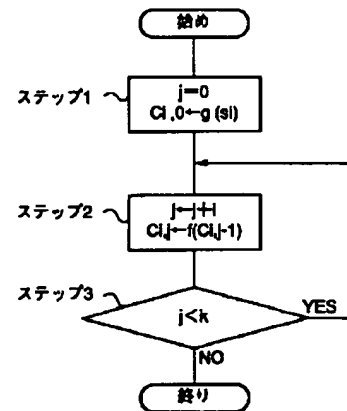 始め
ステップ1
j=0
Ci,0←g(si)
ステップ2
j←j+1
Ci,j←f(Ci,j-1)
ステップ3
j<k
YES
NO
終り